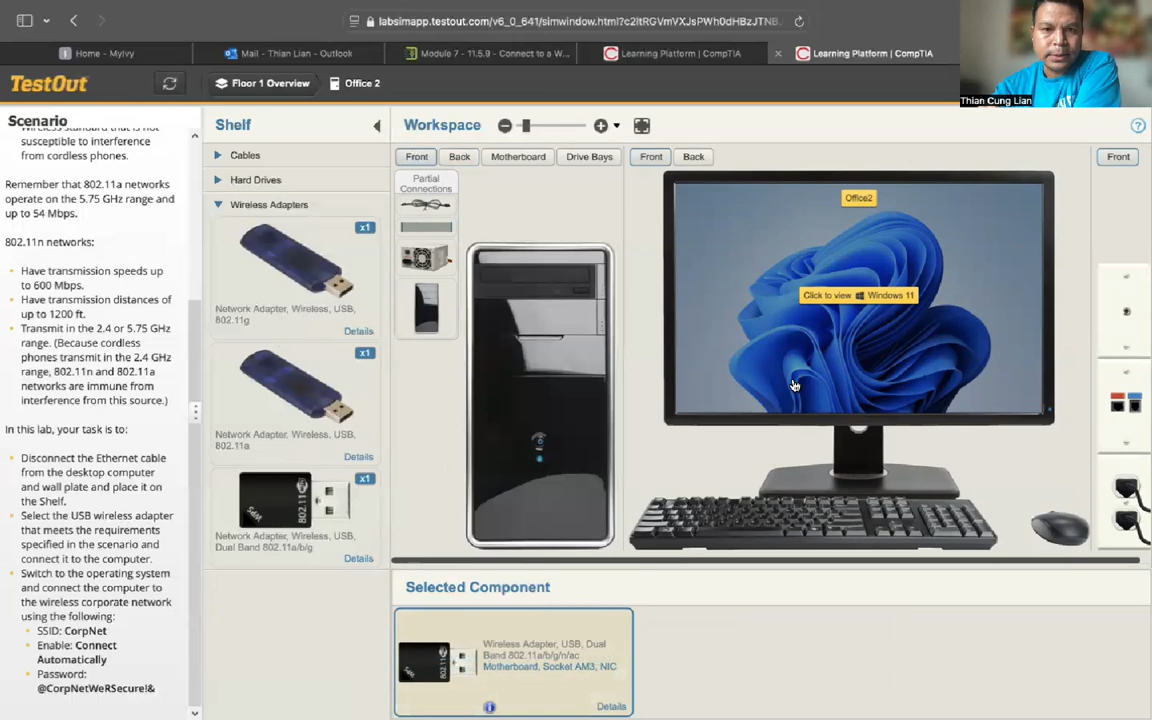 labsimapp.testout.com/v6_0_641/simwindow.html?c2ltRGVmVXJsPWh0dHBzJTNB...
Home - MyIvy
Mail - Thian Lian - Outlook
Module 7 - 11.5.9 - Connect to a W...
Learning Platform | CompTIA
Learning Platform | CompTIA
Thian Cung Lian
TestOut
Floor 1 Overview
Office 2
Scenario
Wireless standard that is not
susceptible to interference
from cordless phones.
Remember that 802.11a networks
operate on the 5.75 GHz range and
up to 54 Mbps.
802.11n networks:
Have transmission speeds up
to 600 Mbps.
Have transmission distances of
up to 1200 ft.
Transmit in the 2.4 or 5.75 GHz
range. (Because cordless
phones transmit in the 2.4 GHz
range, 802.11n and 802.11a
networks are immune from
interference from this source.)
In this lab, your task is to:
Disconnect the Ethernet cable
from the desktop computer
and wall plate and place it on
the Shelf.
Select the USB wireless adapter
that meets the requirements
specified in the scenario and
connect it to the computer.
Switch to the operating system
and connect the computer to
the wireless corporate network
using the following:
SSID: CorpNet
Enable: Connect
Automatically
Password:
@CorpNetWeRSecure!&
Shelf
Cables
Hard Drives
Wireless Adapters
x1
Network Adapter, Wireless, USB,
802.11g
Details
x1
Network Adapter, Wireless, USB,
802.11a
Details
x1
802.11
Network Adapter, Wireless, USB,
Dual Band 802.11a/b/g
Details
Workspace
Front
Back
Motherboard
Drive Bays
Front
Back
Front
Partial
Connections
Office2
Click to view Windows 11
Selected Component
802.11
Wireless Adapter, USB, Dual
Band 802.11a/b/g/n/ac
Motherboard, Socket AM3, NIC
Details